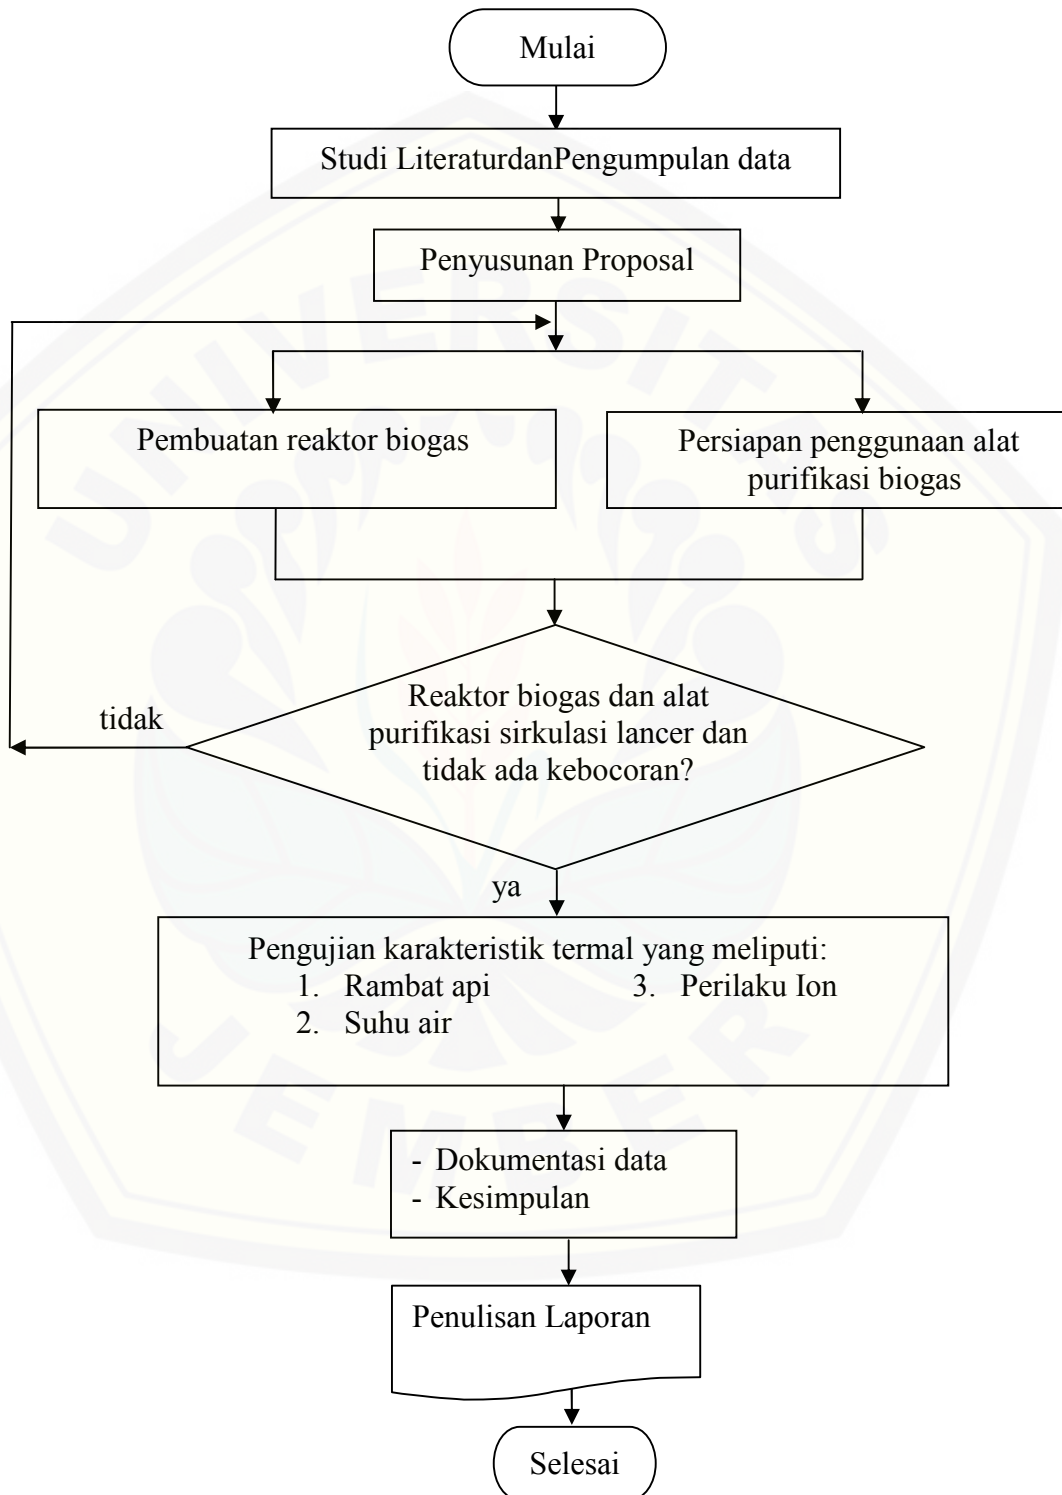 Mulai
Studi LiteraturdanPengumpulan data
Penyusunan Proposal
Pembuatan reaktor biogas
Persiapan penggunaan alat
purifikasi biogas
Reaktor biogas dan alat
purifikasi sirkulasi lancer dan
tidak ada kebocoran?
tidak
ya
Pengujian karakteristik termal yang meliputi:
1. Rambat api 3. Perilaku Ion
2. Suhu air
- Dokumentasi data
- Kesimpulan
Penulisan Laporan
Selesai
UNIVERSITAS
JEMBER